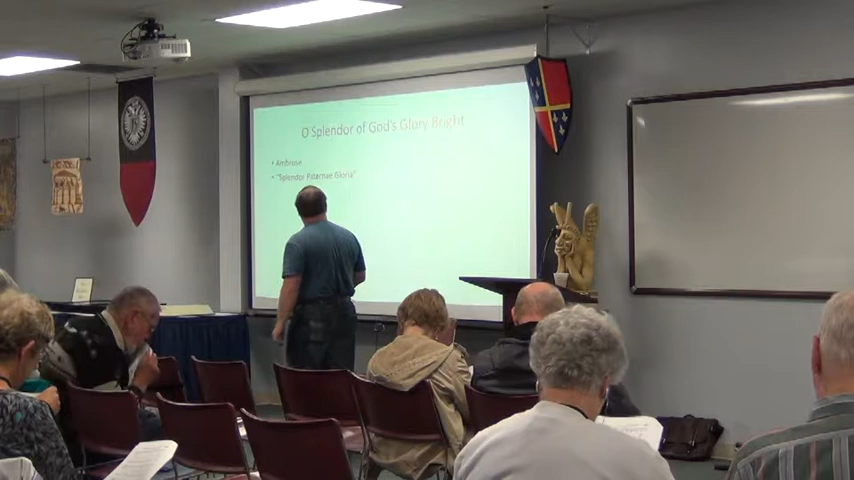 O Splendor of God's Glory Bright
• Ambrose
• "Splendor Paternae Gloria"